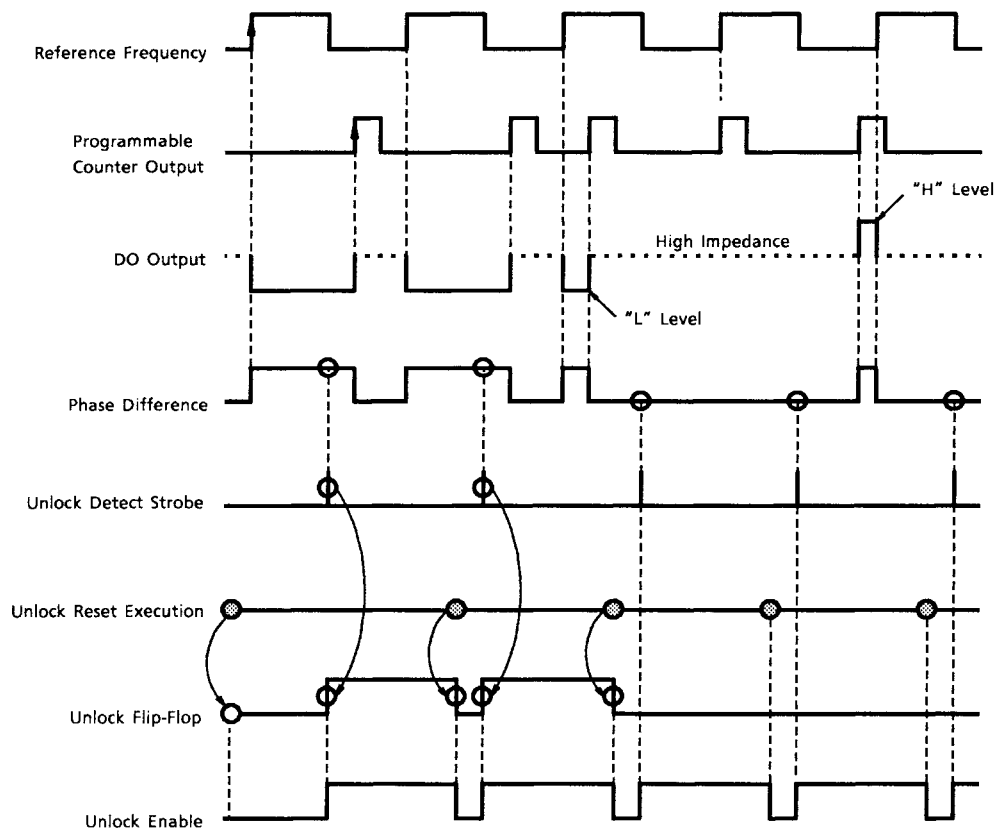 Reference Frequency
Programmable
Counter Output
"H" Level
High Impedance
DO Output
"L" Level
Phase Difference
Unlock Detect Strobe
Unlock Reset Execution
Unlock Flip-Flop
Unlock Enable